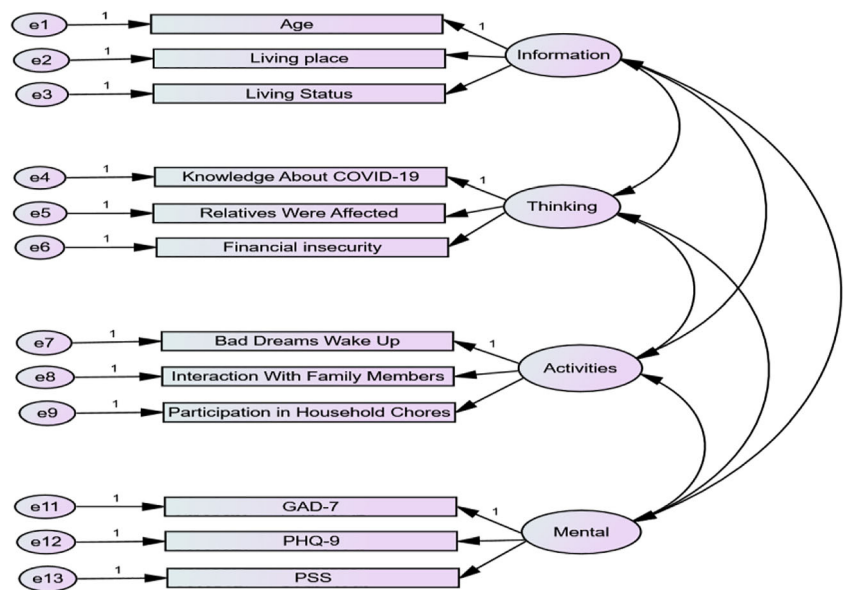 e1 1 Age 1
e2 1 Living place Information
e3 1 Living Status
e4 1 Knowledge About COVID-19 1
e5 1 Relatives Were Affected Thinking
e6 1 Financial insecurity
e7 1 Bad Dreams Wake Up 1
e8 1 Interaction With Family Members Activities
e9 1 Participation in Household Chores
e11 1 GAD-7 1
e12 1 PHQ-9 Mental
e13 1 PSS